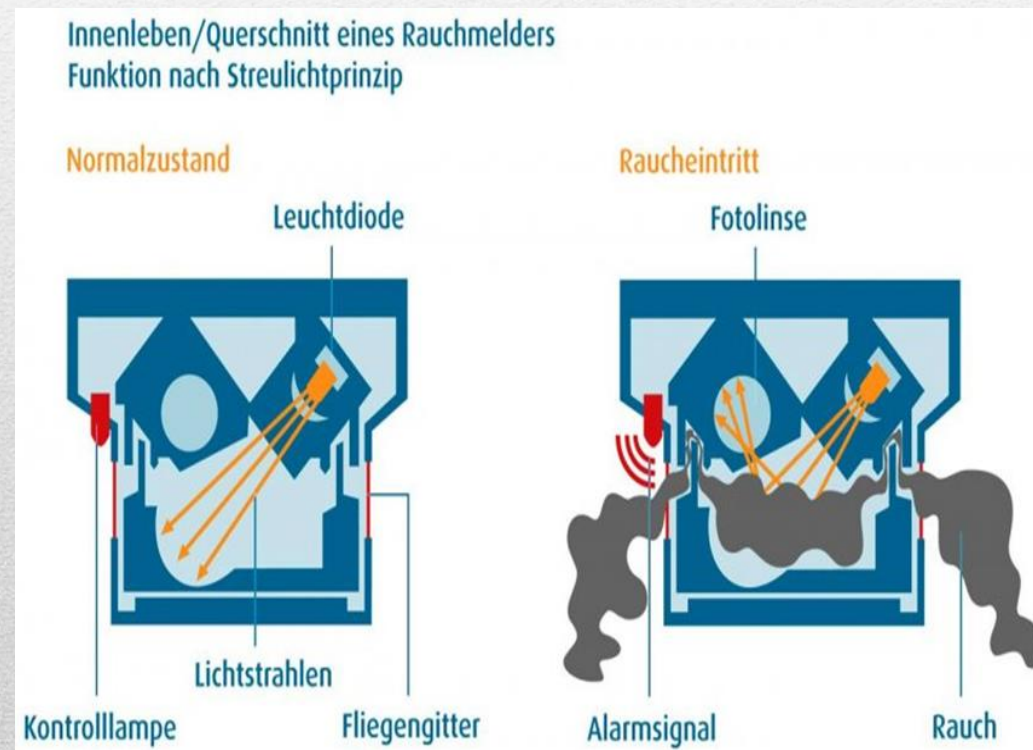 Innenleben/Querschnitt eines Rauchmelders
Funktion nach Streulichtprinzip
Normalzustand
Raucheintritt
Leuchtdiode
Fotolinse
Lichtstrahlen
Kontrolllampe
Fliegengitter
Alarmsignal
Rauch